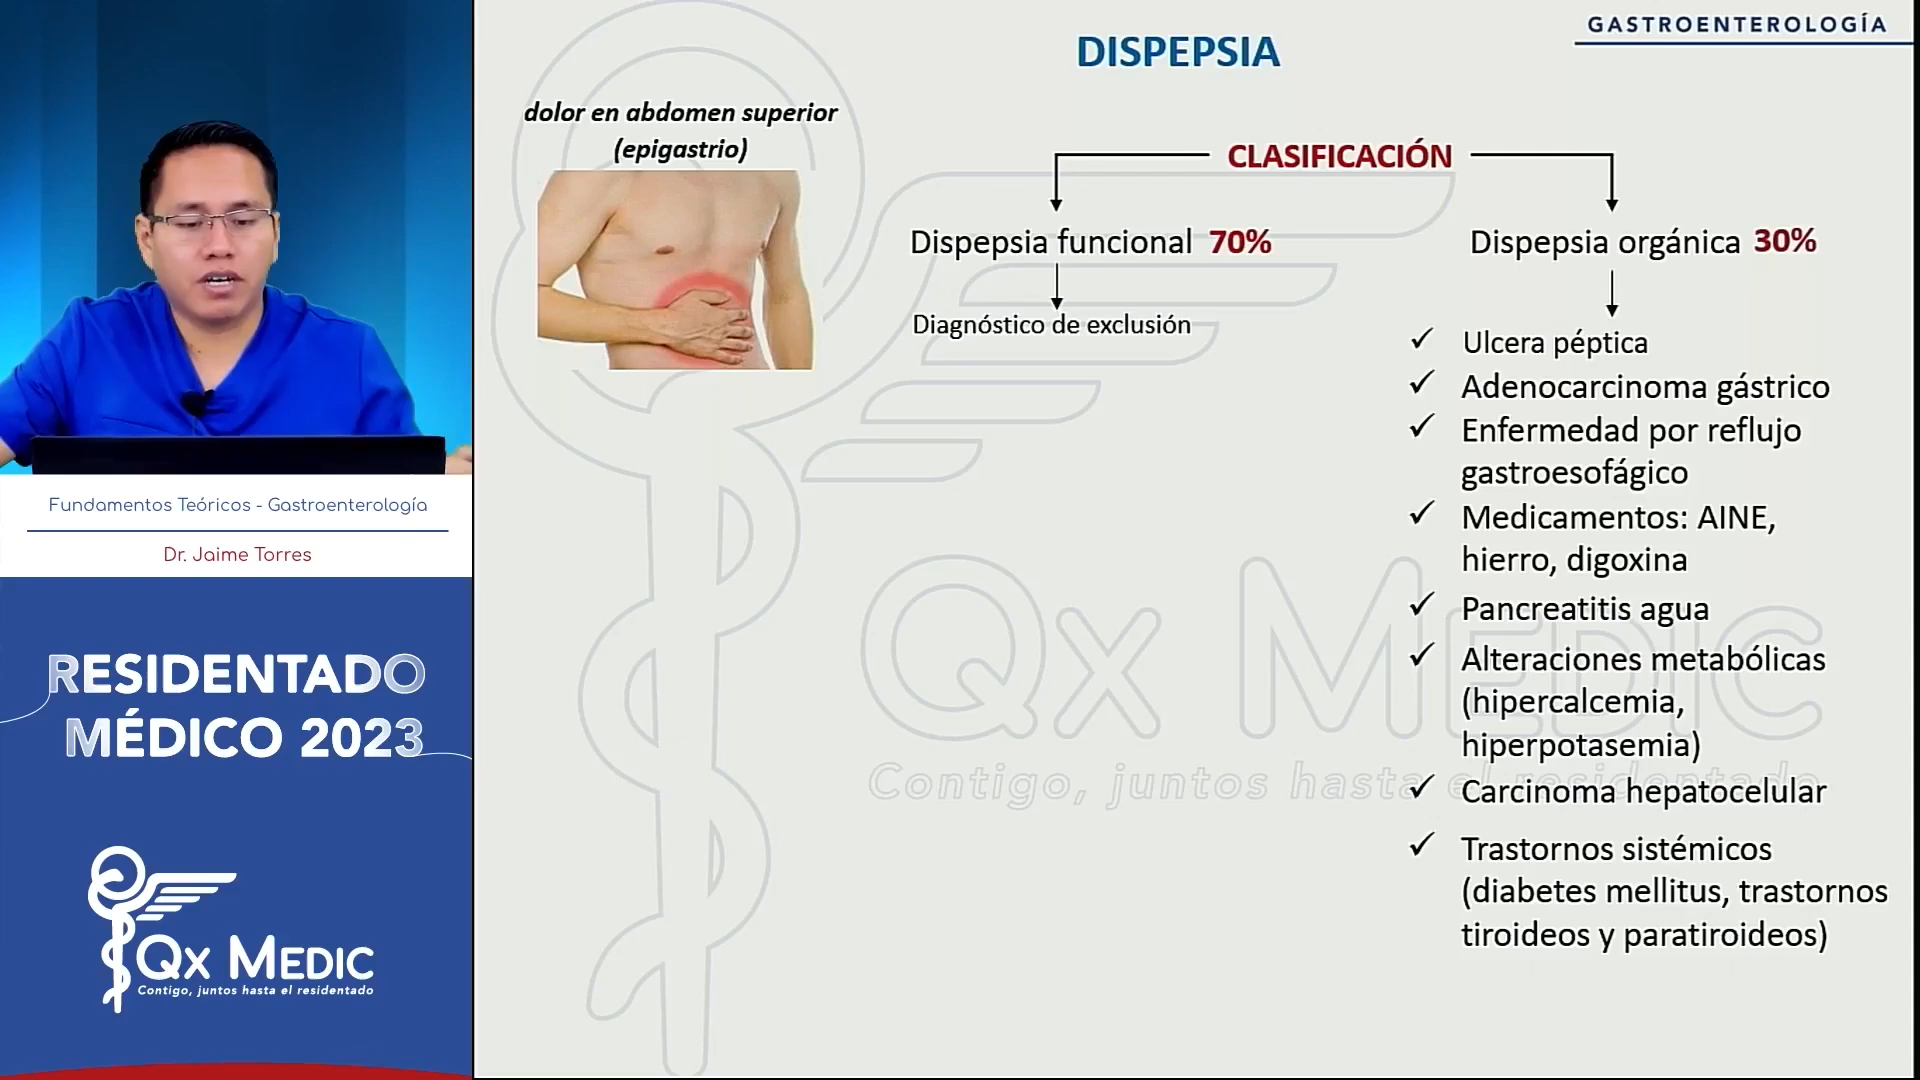 GASTROENTEROLOGÍA
DISPEPSIA
dolor en abdomen superior
(epigastrio)
CLASIFICACIÓN
Dispepsia funcional 70%
Diagnóstico de exclusión
Dispepsia orgánica 30%
✓ Ulcera péptica
✓ Adenocarcinoma gástrico
✓ Enfermedad por reflujo
gastroesofágico
✓ Medicamentos: AINE,
hierro, digoxina
✓ Pancreatitis agua
✓ Alteraciones metabólicas
(hipercalcemia,
hiperpotasemia)
✓ Carcinoma hepatocelular
✓ Trastornos sistémicos
(diabetes mellitus, trastornos
tiroideos y paratiroideos)
Qx MEDIC
Contigo, juntos hasta el residentado
Fundamentos Teóricos - Gastroenterología
Dr. Jaime Torres
RESIDENTADO
MÉDICO 2023
Qx MEDIC
Contigo, juntos hasta el residentado